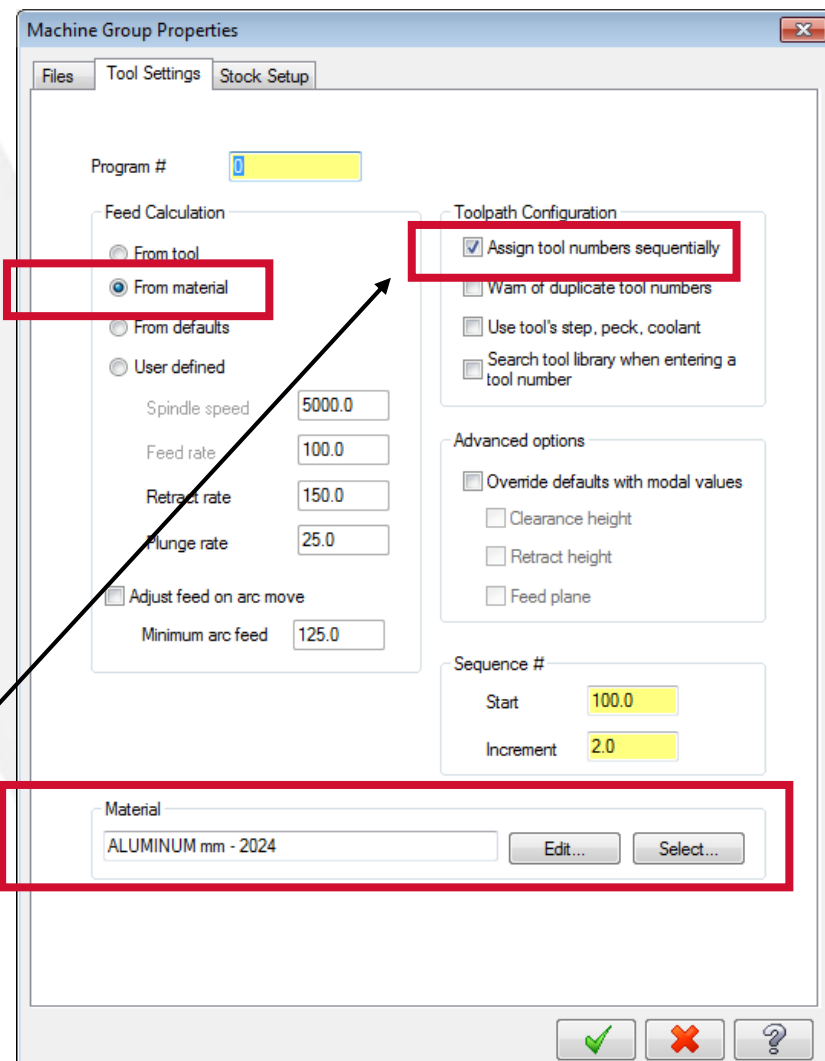 Machine Group Properties
Files Tool Settings Stock Setup
Program # 0
Feed Calculation
From tool
From material
From defaults
User defined
Spindle speed 5000.0
Feed rate 100.0
Retract rate 150.0
Plunge rate 25.0
Adjust feed on arc move
Minimum arc feed 125.0
Toolpath Configuration
Assign tool numbers sequentially
Warn of duplicate tool numbers
Use tool's step, peck, coolant
Search tool library when entering a
tool number
Advanced options
Override defaults with modal values
Clearance height
Retract height
Feed plane
Sequence #
Start 100.0
Increment 2.0
Material
ALUMINUM mm - 2024 Edit... Select...